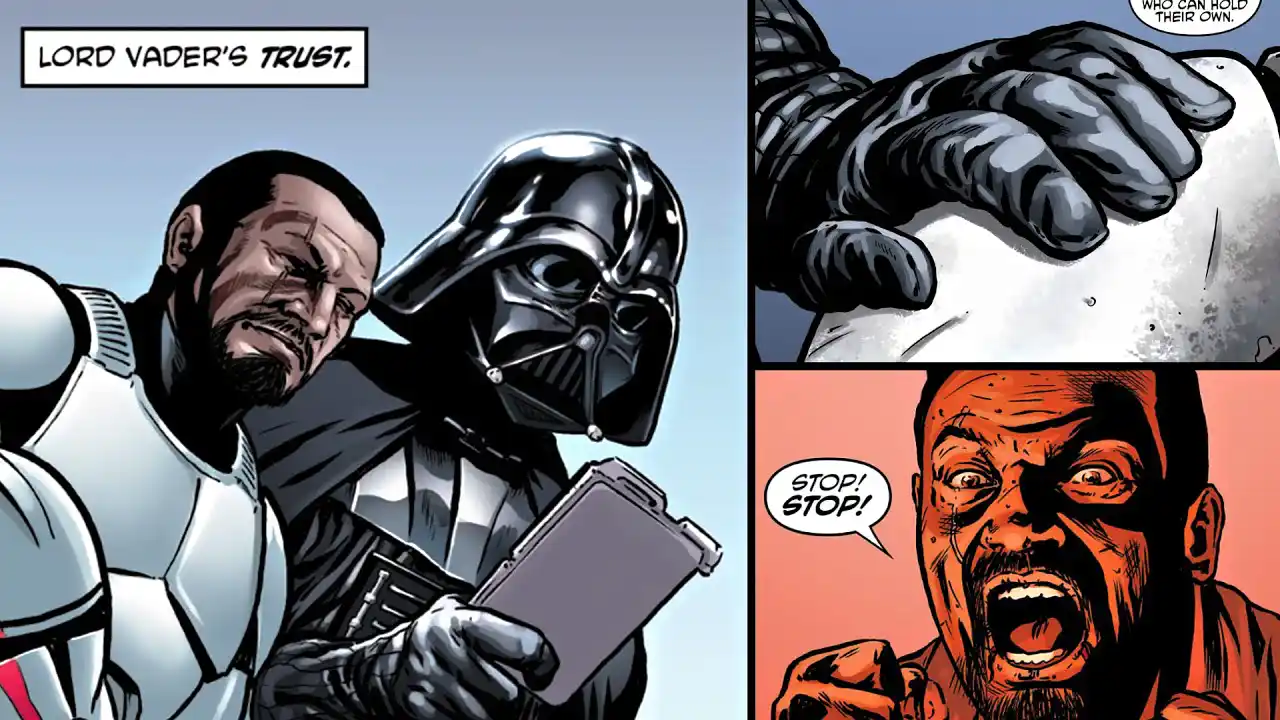 LORD VADER'S TRUST.
WHO CAN HOLD
THEIR OWN.
STOP!
STOP!